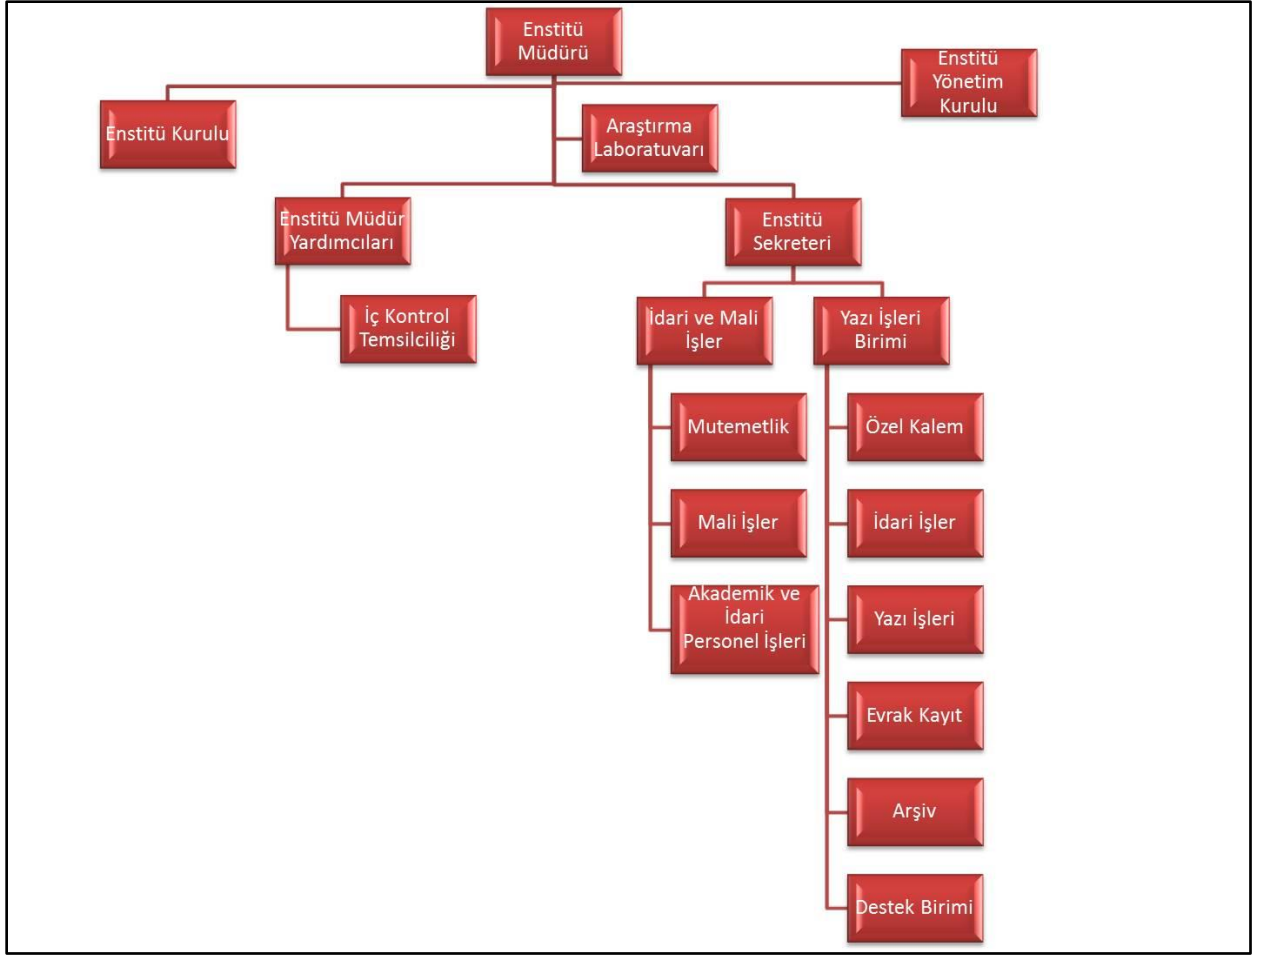 Enstitü
Müdürü
Enstitü
Yönetim
Kurulu
Enstitü Kurulu
Araştırma
Laboratuvarı
Enstitü Müdür
Yardımcıları
Enstitü
Sekreteri
İç Kontrol
Temsilciliği
İdari ve Mali
İşler
Yazı İşleri
Birimi
Mutemetlik
Özel Kalem
Mali İşler
İdari İşler
Akademik ve
İdari
Personel İşleri
Yazı İşleri
Evrak Kayıt
Arşiv
Destek Birimi